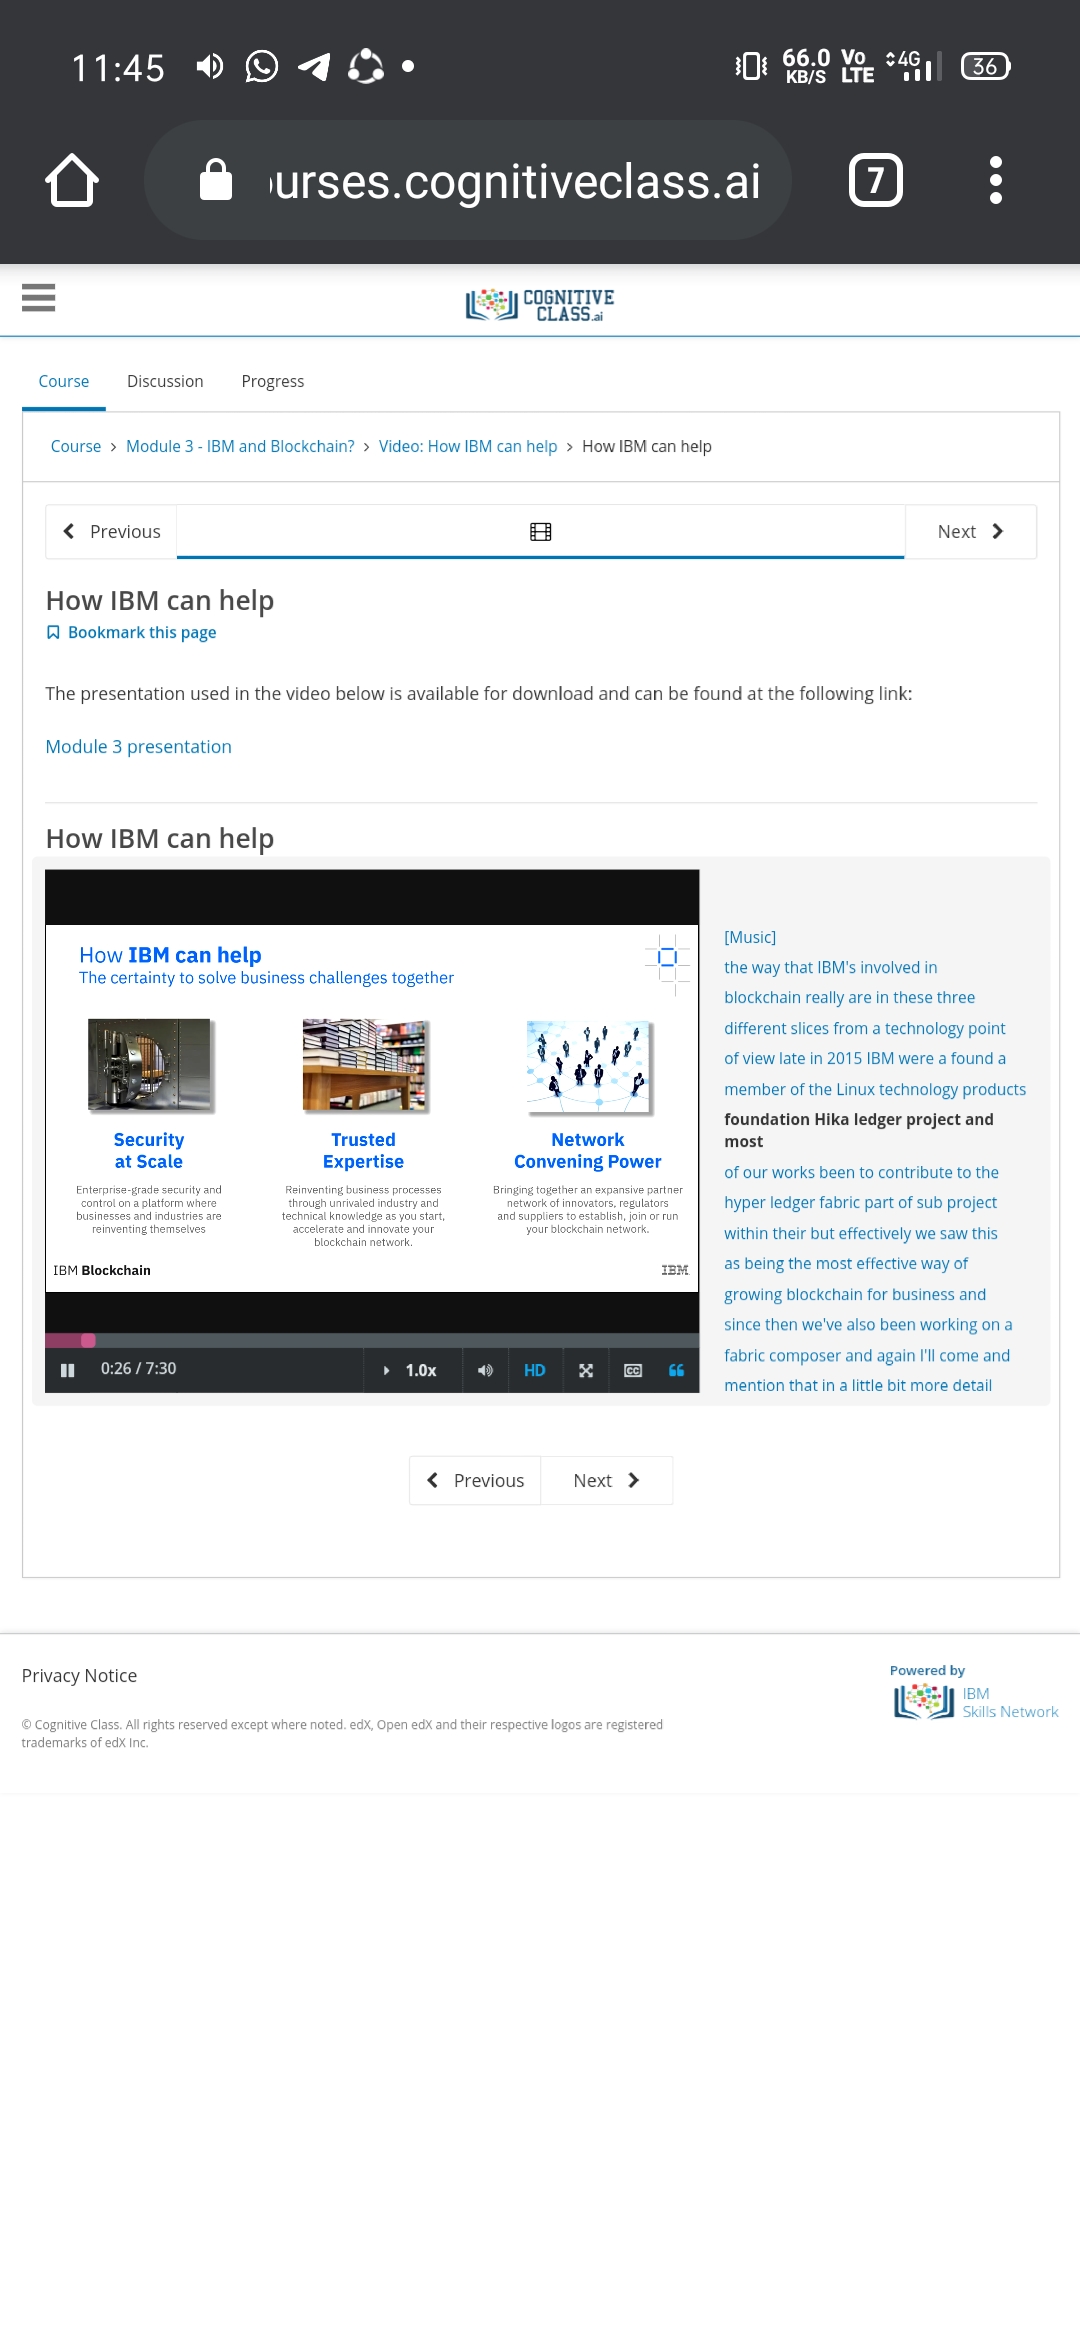 11:45 66.0 KB/S Vo LTE 4G 36
urses.cognitiveclass.ai 7
COGNITIVE
CLASS.ai
Course Discussion Progress
Course > Module 3 - IBM and Blockchain? > Video: How IBM can help > How IBM can help
Previous Next
How IBM can help
Bookmark this page
The presentation used in the video below is available for download and can be found at the following link:
Module 3 presentation
How IBM can help
How IBM can help
The certainty to solve business challenges together
Security
at Scale
Enterprise-grade security and
control on a platform where
businesses and industries are
reinventing themselves
Trusted
Expertise
Reinventing business processes
through unrivaled industry and
technical knowledge as you start,
accelerate and innovate your
blockchain network.
Network
Convening Power
Bringing together an expansive partner
network of innovators, regulators
and suppliers to establish, join or run
your blockchain network.
IBM Blockchain IBM
0:26 / 7:30 1.0x HD CC
[Music]
the way that IBM's involved in
blockchain really are in these three
different slices from a technology point
of view late in 2015 IBM were a found a
member of the Linux technology products
foundation Hika ledger project and
most
of our works been to contribute to the
hyper ledger fabric part of sub project
within their but effectively we saw this
as being the most effective way of
growing blockchain for business and
since then we've also been working on a
fabric composer and again I'll come and
mention that in a little bit more detail
Previous Next
Privacy Notice
© Cognitive Class. All rights reserved except where noted. edX, Open edX and their respective logos are registered
trademarks of edX Inc.
Powered by
IBM
Skills Network